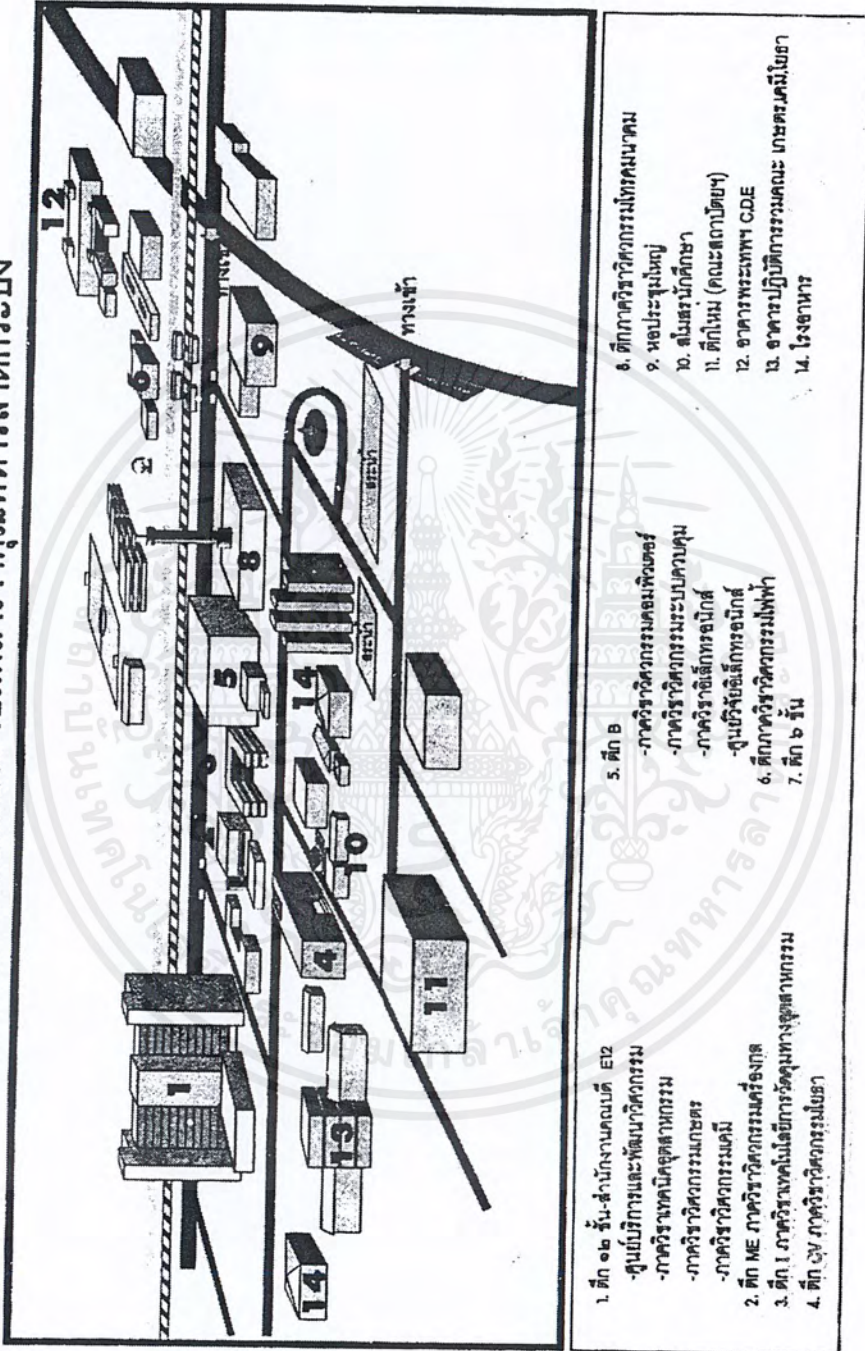 12
6
ทางเข้า
9
ทางเข้า
สระน้ำ
8
5
สระน้ำ
14
10
4
11
1
13
14
1. ตึก ๑๒ ชั้น-สำนักงานคณบดี E12
-ศูนย์บริการและพัฒนาวิศวกรรม
-ภาควิชาเทคนิคอุตสาหกรรม
-ภาควิชาวิศวกรรมเกษตร
-ภาควิชาวิศวกรรมเคมี
2. ตึก ME ภาควิชาวิศวกรรมเครื่องกล
3. ตึก I ภาควิชาเทคโนโลยีการวัดคุมทางอุตสาหกรรม
4. ตึก CV ภาควิชาวิศวกรรมโยธา
5. ตึก B
-ภาควิชาวิศวกรรมคอมพิวเตอร์
-ภาควิชาวิศวกรรมระบบควบคุม
-ภาควิชาอิเล็กทรอนิกส์
-ศูนย์วิจัยอิเล็กทรอนิกส์
6. ตึกภาควิชาวิศวกรรมไฟฟ้า
7. ตึก ๖ ชั้น
8. ตึกภาควิชาวิศวกรรมโทรคมนาคม
9. หอประชุมใหญ่
10. สโมสรนักศึกษา
11. ตึกใหม่ (คณะสถาปัตยฯ)
12. อาคารพระเทพฯ C,D,E
13. อาคารปฏิบัติการรวมคณะ เกษตร,เคมี,โยธา
14. โรงอาหาร